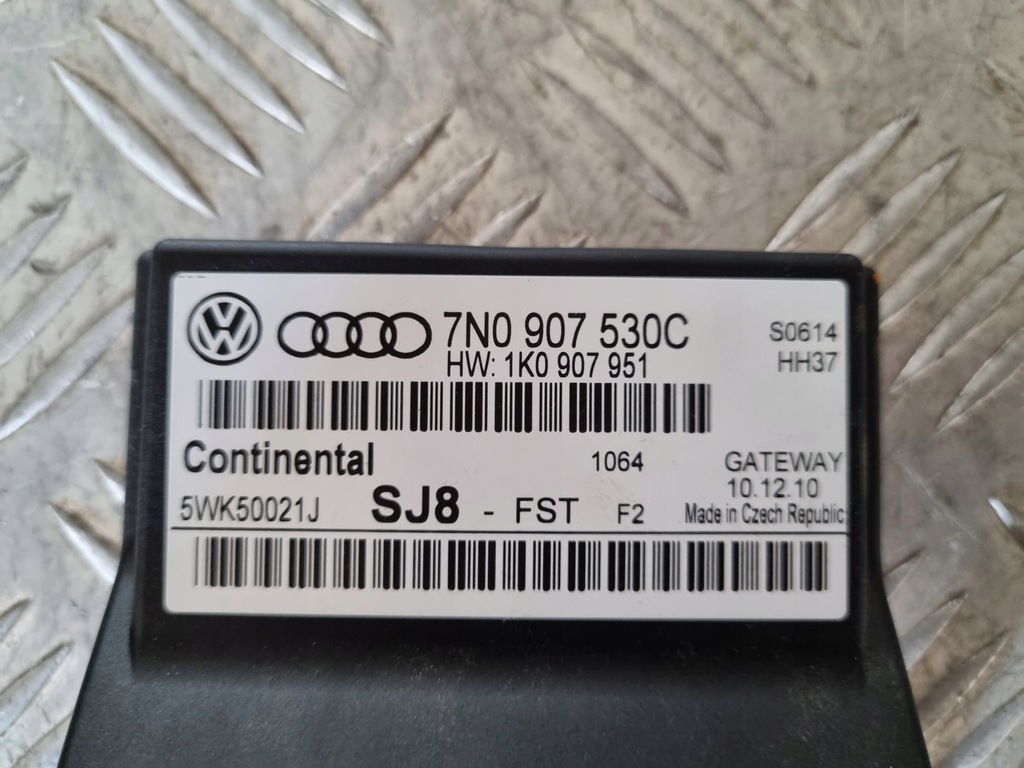 7N0 907 530C
S0614
HW: 1K0 907 951
HH37
Continental
1064
GATEWAY
10.12.10
5WK50021J
SJ8 - FST F2
Made in Czech Republic